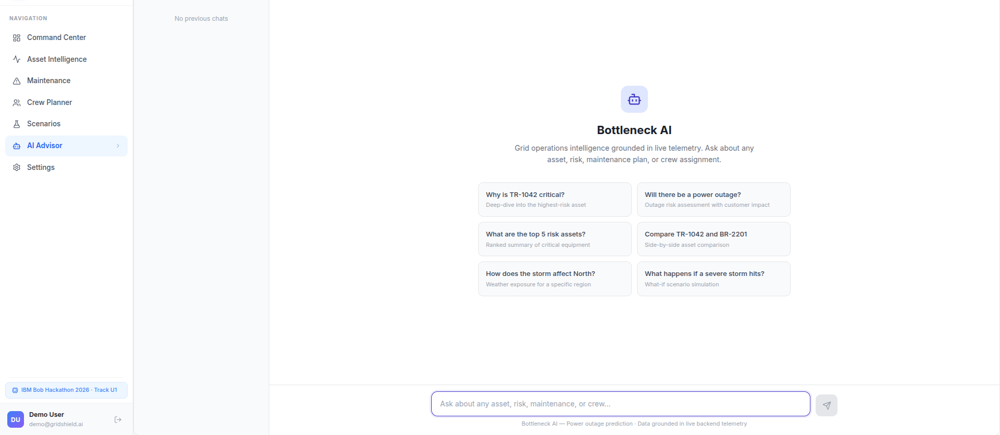 NAVIGATION
Command Center
Asset Intelligence
Maintenance
Crew Planner
Scenarios
AI Advisor
Settings
IBM Bob Hackathon 2026 · Track U1
DU
Demo User
demo@gridshield.ai
No previous chats
Bottleneck AI
Grid operations intelligence grounded in live telemetry. Ask about any
asset, risk, maintenance plan, or crew assignment.
Why is TR-1042 critical?
Deep-dive into the highest-risk asset
Will there be a power outage?
Outage risk assessment with customer impact
What are the top 5 risk assets?
Ranked summary of critical equipment
Compare TR-1042 and BR-2201
Side-by-side asset comparison
How does the storm affect North?
Weather exposure for a specific region
What happens if a severe storm hits?
What-if scenario simulation
Ask about any asset, risk, maintenance, or crew...
Bottleneck AI — Power outage prediction · Data grounded in live backend telemetry